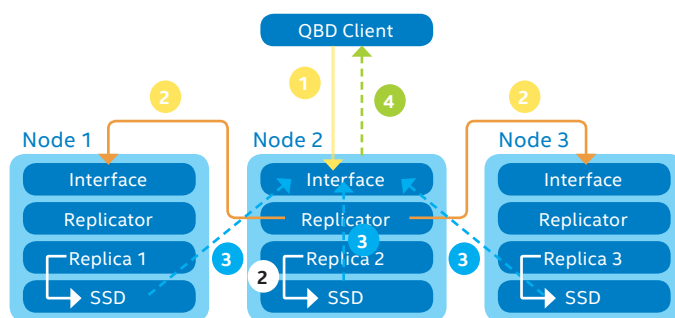 QBD Client
1
4
2
2
Node 1
Node 2
Node 3
Interface
Interface
Interface
Replicator
Replicator
Replicator
3
3
3
Replica 1
Replica 2
Replica 3
2
SSD
SSD
SSD